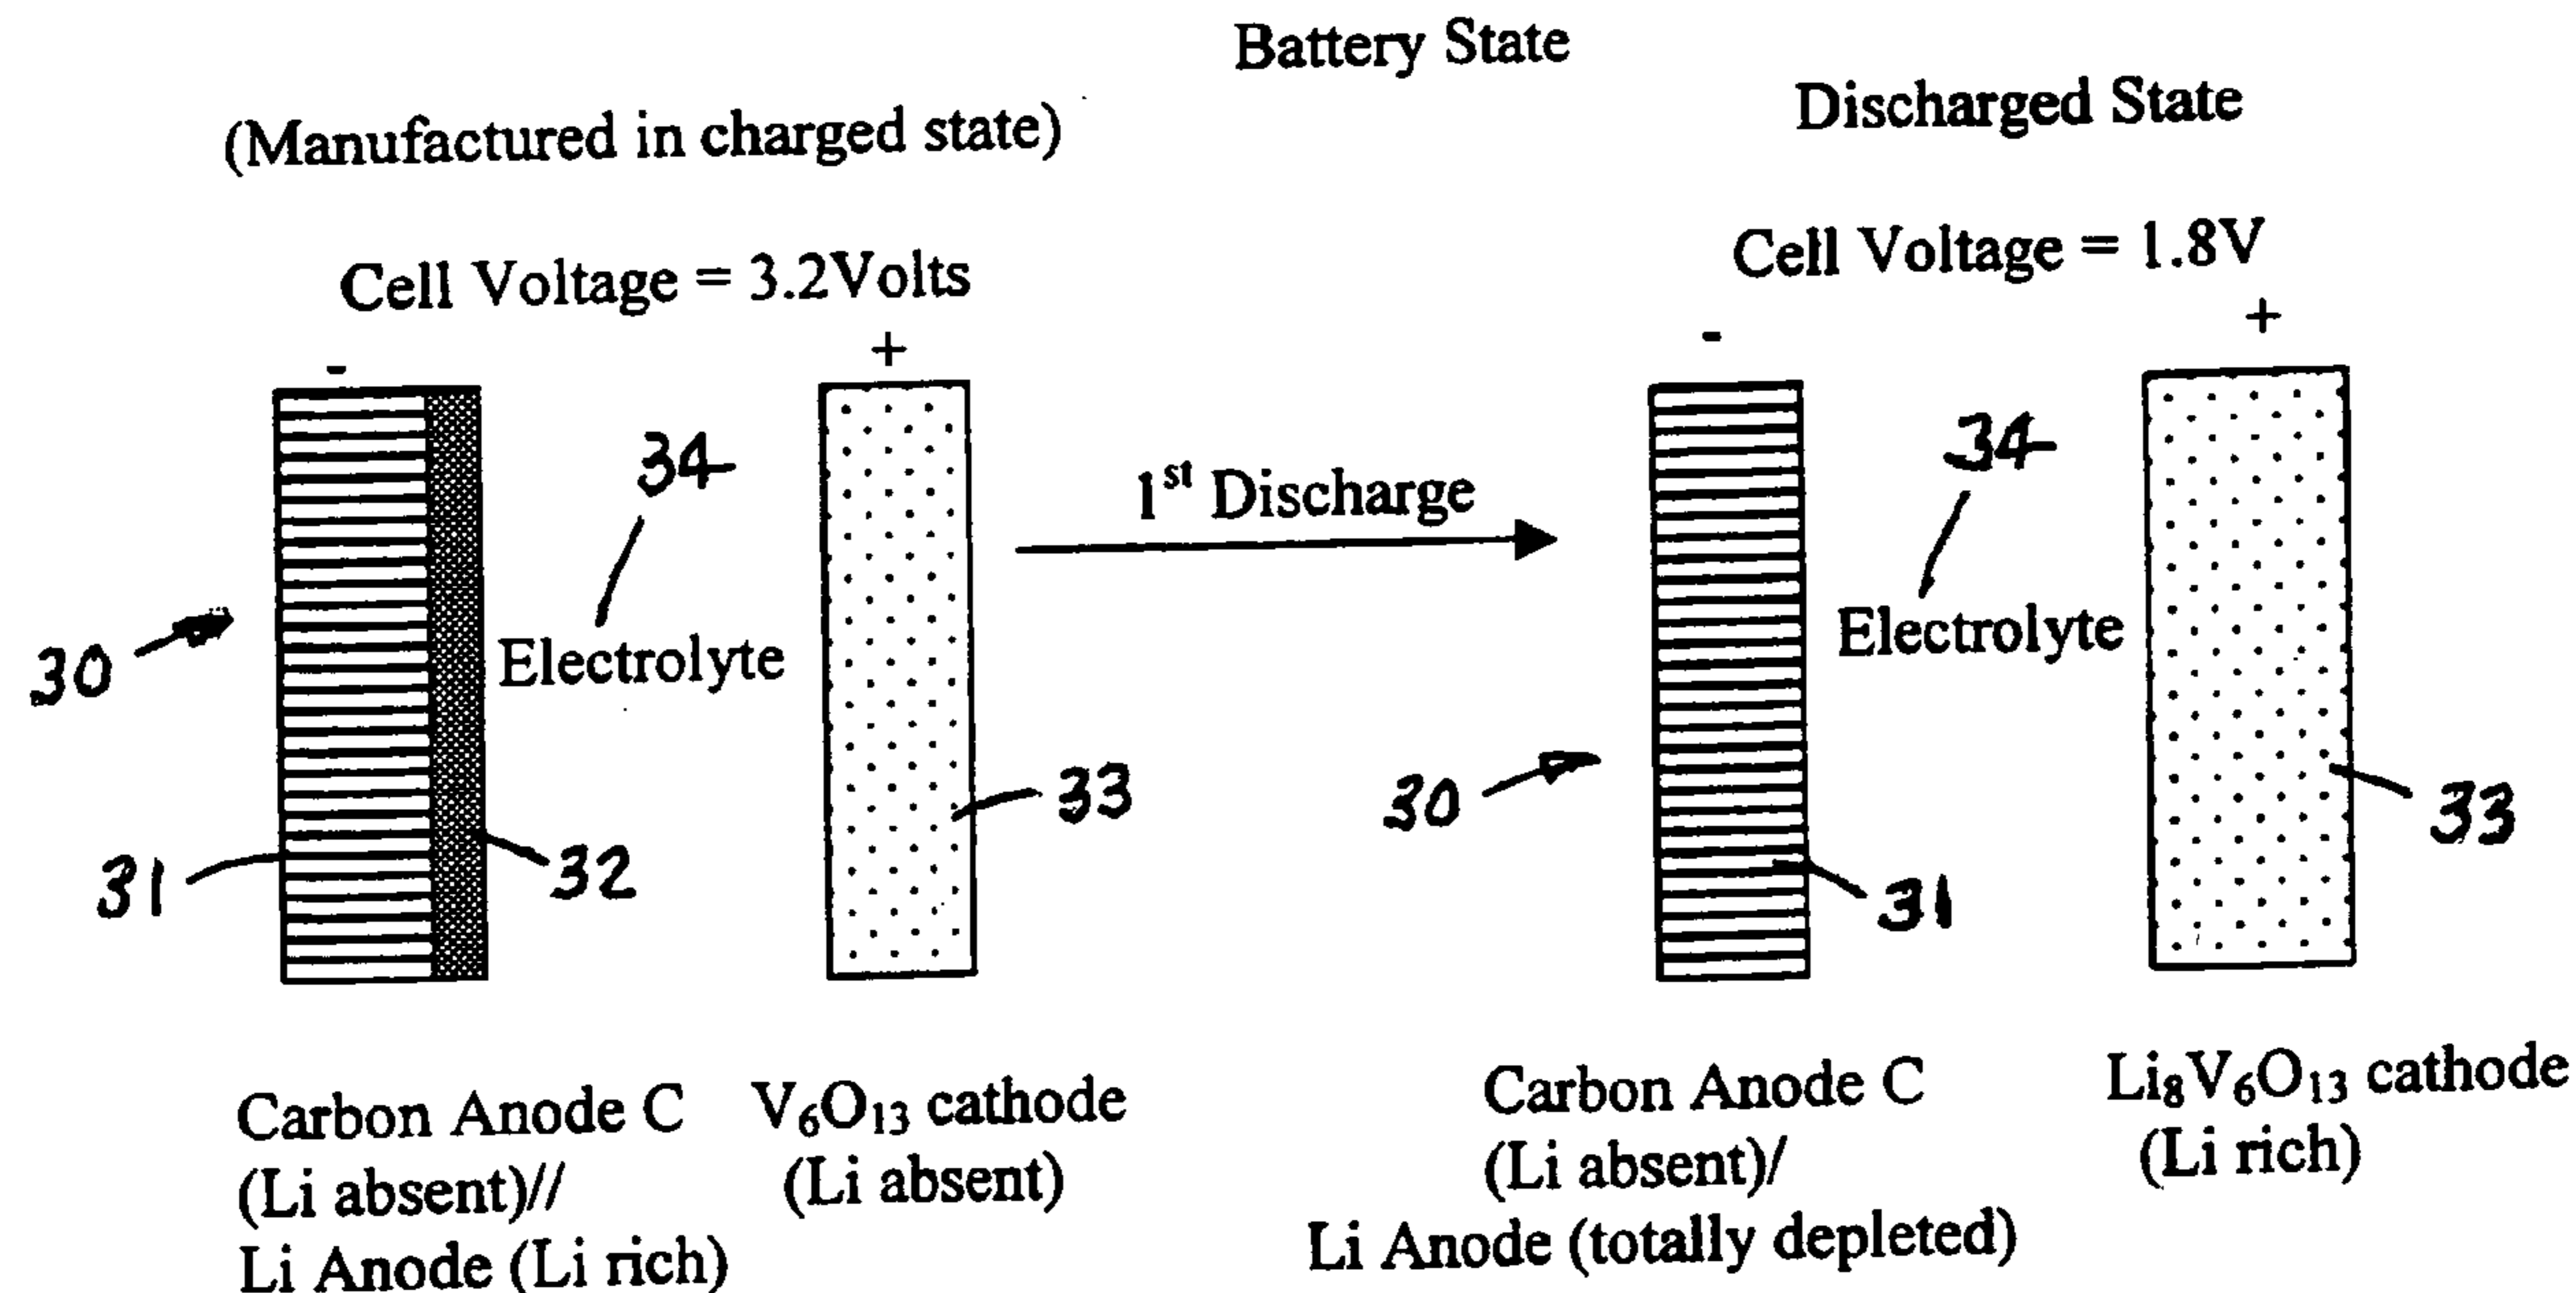 Battery State
(Manufactured in charged state)
Discharged State
Cell Voltage = 3.2Volts
Cell Voltage = 1.8V
- +
- +
34
34
1st Discharge
Electrolyte
Electrolyte
30
30
33
33
31
32
31
Carbon Anode C
(Li absent)//
Li Anode (Li rich)
V6O13 cathode
(Li absent)
Carbon Anode C
(Li absent)/
Li Anode (totally depleted)
Li8V6O13 cathode
(Li rich)